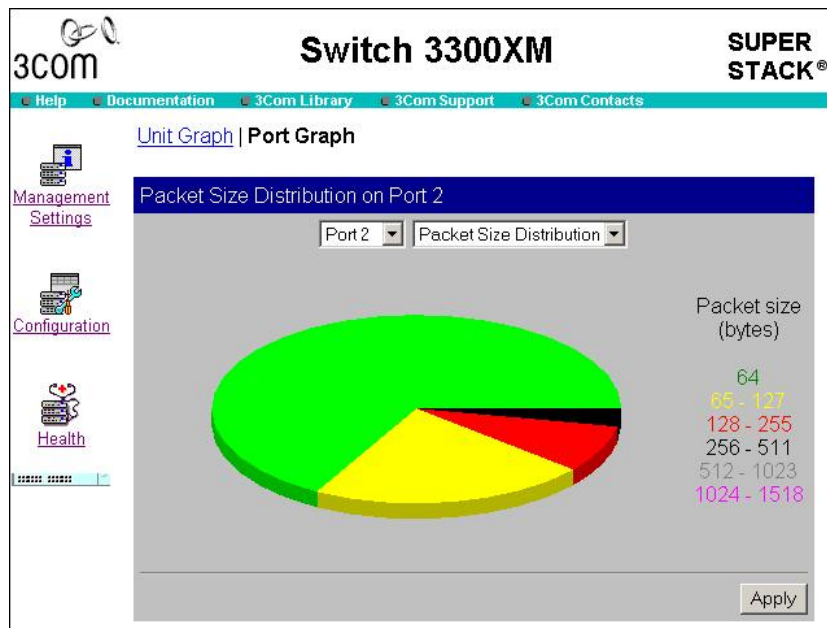 3COM
Switch 3300XM
SUPER
STACK®
Help Documentation 3Com Library 3Com Support 3Com Contacts
Unit Graph | Port Graph
Management
Settings
Configuration
Health
Packet Size Distribution on Port 2
Port 2 Packet Size Distribution
Packet size
(bytes)
64
65 - 127
128 - 255
256 - 511
512 - 1023
1024 - 1518
Apply